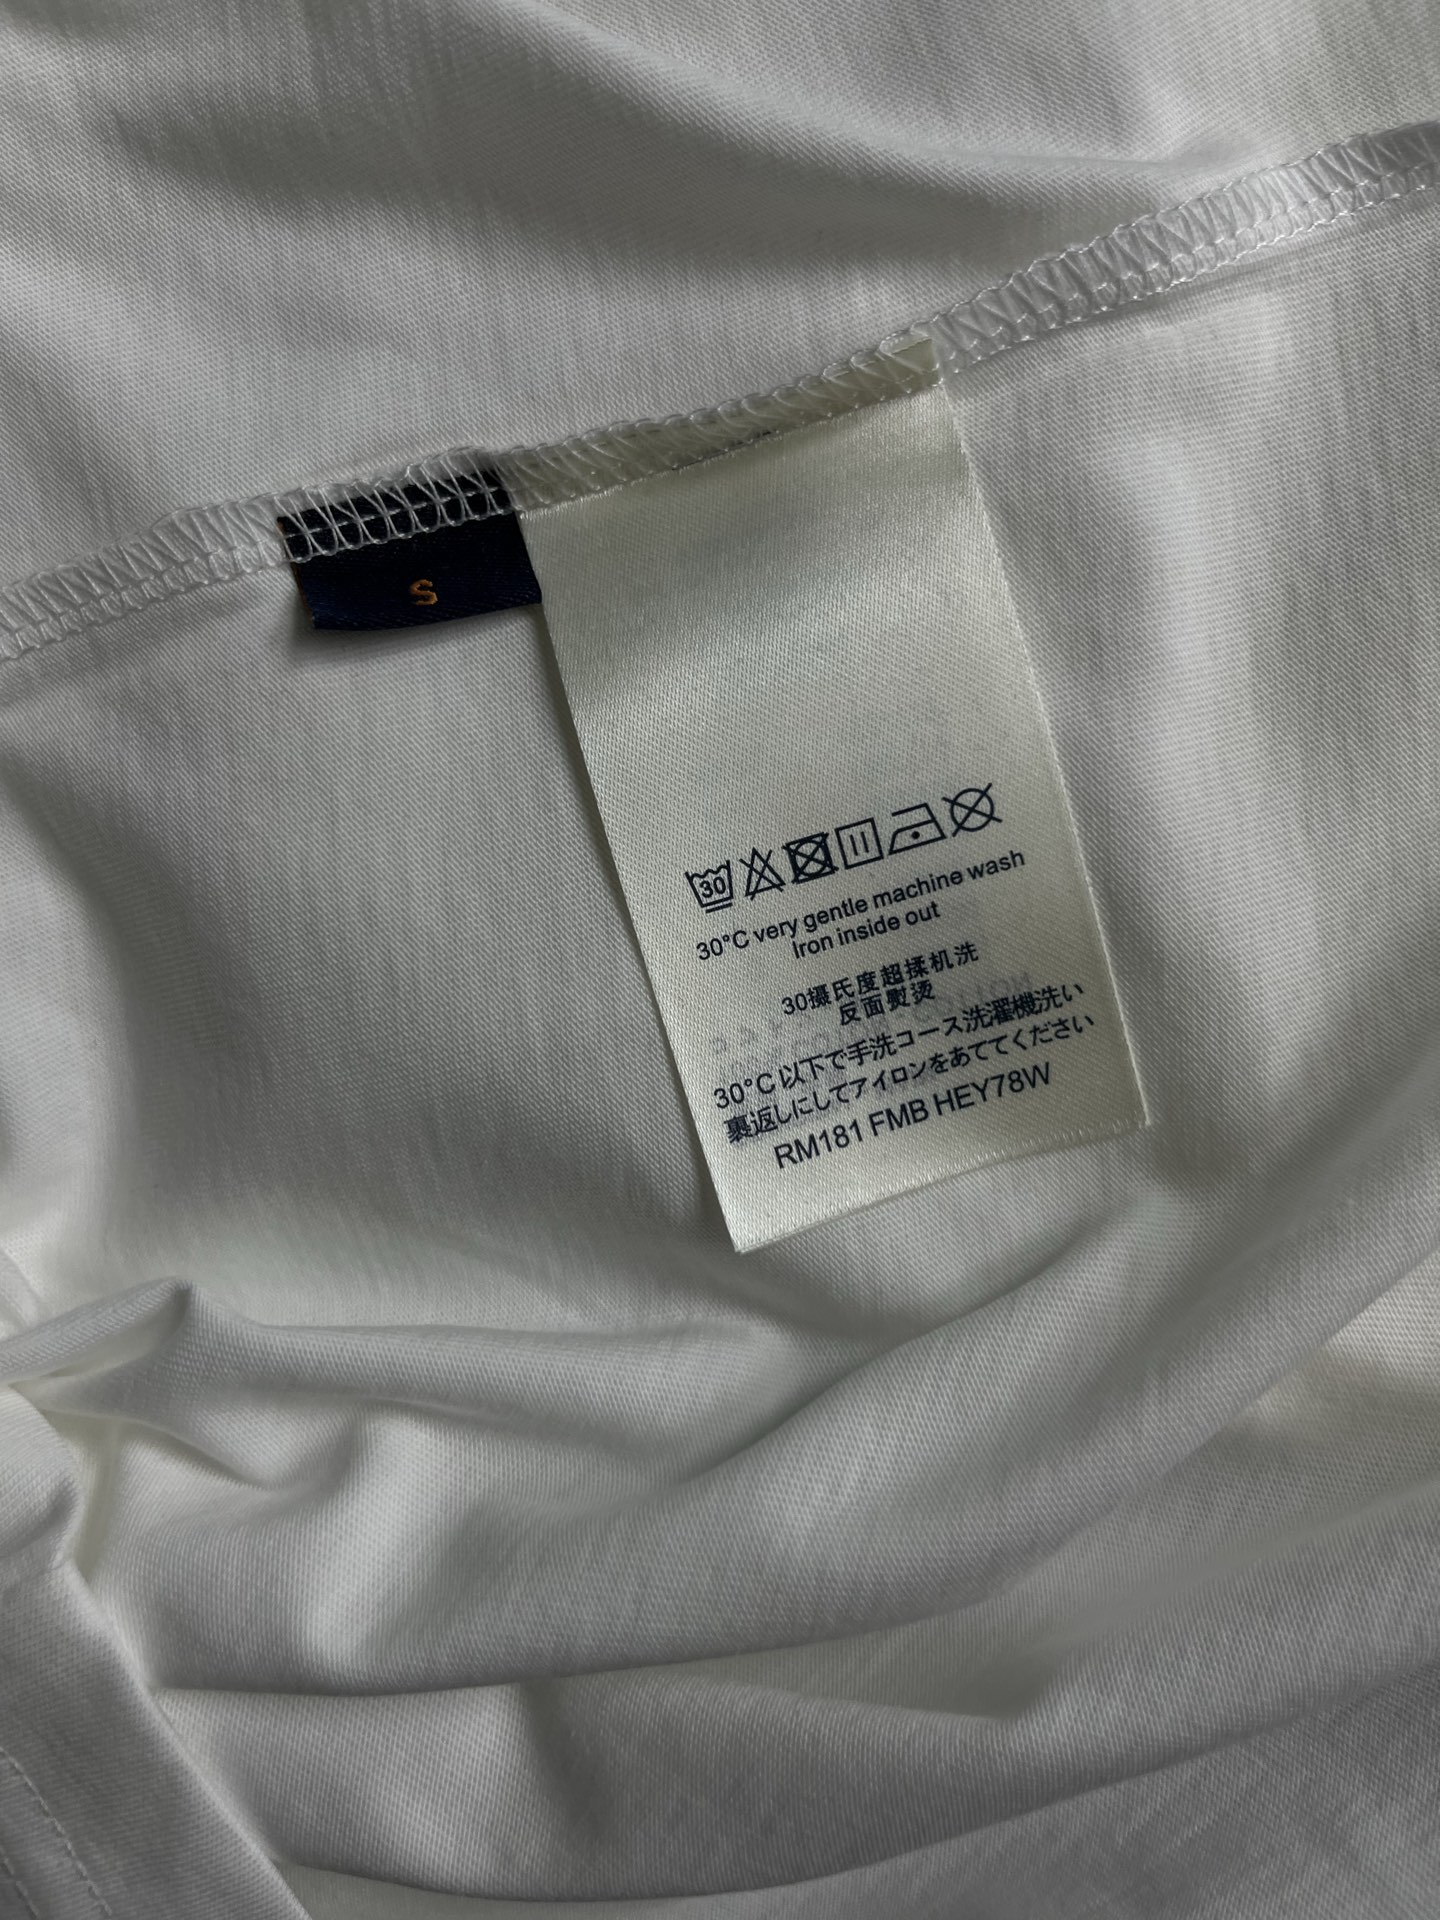 S
30
30°C very gentle machine wash
Iron inside out
30摄氏度超揉机洗
反面熨烫
30°C以下で手洗コース洗濯機洗い
裏返しにしてアイロンをあててください
RM181 FMB HEY78W